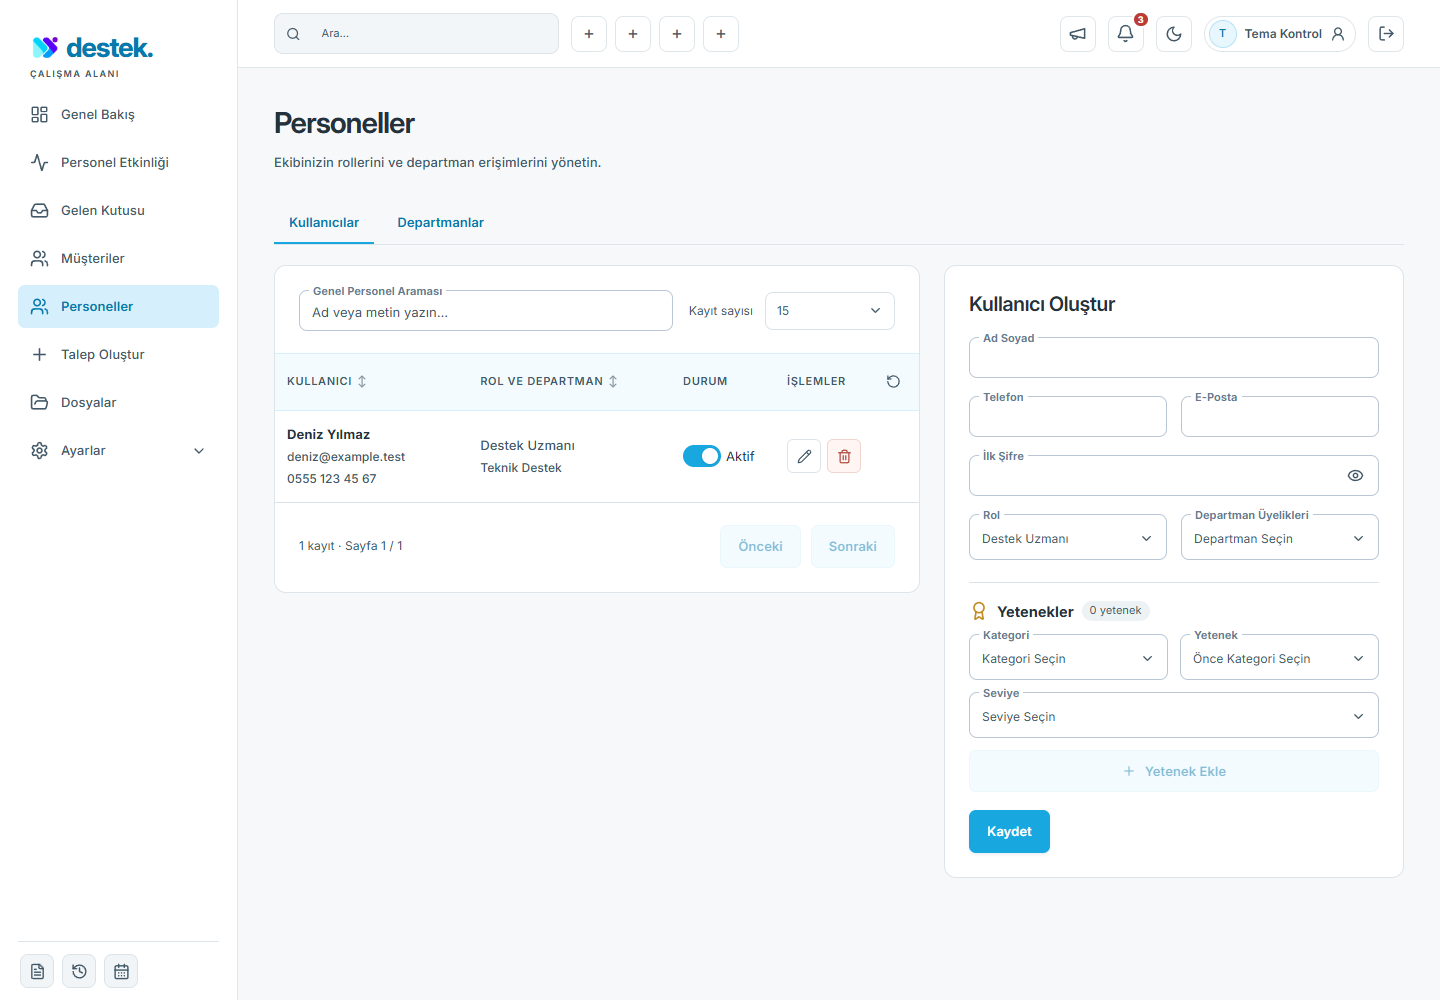 destek.
ÇALIŞMA ALANI
Genel Bakış
Personel Etkinliği
Gelen Kutusu
Müşteriler
Personeller
Talep Oluştur
Dosyalar
Ayarlar
Ara...
3
T Tema Kontrol
Personeller
Ekibinizin rollerini ve departman erişimlerini yönetin.
Kullanıcılar Departmanlar
Genel Personel Araması
Ad veya metin yazın...
Kayıt sayısı 15
KULLANICI ROL VE DEPARTMAN DURUM İŞLEMLER
Deniz Yılmaz
deniz@example.test
0555 123 45 67
Destek Uzmanı
Teknik Destek
Aktif
1 kayıt · Sayfa 1 / 1
Önceki Sonraki
Kullanıcı Oluştur
Ad Soyad
Telefon E-Posta
İlk Şifre
Rol Departman Üyelikleri
Destek Uzmanı Departman Seçin
Yetenekler 0 yetenek
Kategori Yetenek
Kategori Seçin Önce Kategori Seçin
Seviye
Seviye Seçin
Yetenek Ekle
Kaydet